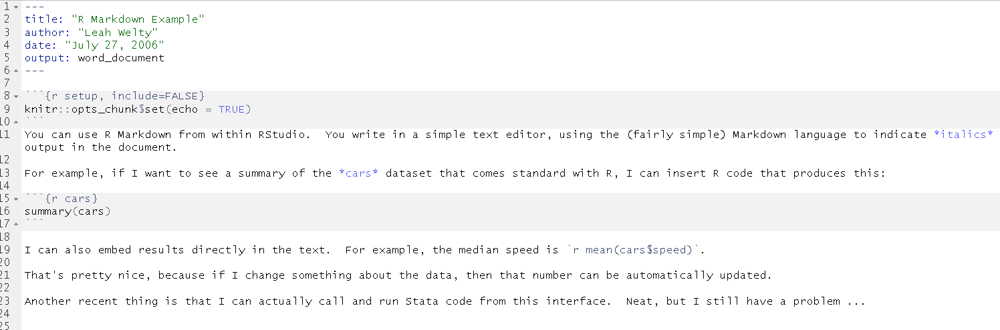 1 ---
2 title: "R Markdown Example"
3 author: "Leah Welty"
4 date: "July 27, 2006"
5 output: word_document
6 ---
7
8 ```{r setup, include=FALSE}
9 knitr::opts_chunk$set(echo = TRUE)
10 ```
11 You can use R Markdown from within RStudio.  You write in a simple text editor, using the (fairly simple) Markdown language to indicate *italics*
output in the document.
12
13 For example, if I want to see a summary of the *cars* dataset that comes standard with R, I can insert R code that produces this:
14
15 ```{r cars}
16 summary(cars)
17 ```
18
19 I can also embed results directly in the text.  For example, the median speed is `r mean(cars$speed)`.
20
21 That's pretty nice, because if I change something about the data, then that number can be automatically updated.
22
23 Another recent thing is that I can actually call and run Stata code from this interface.  Neat, but I still have a problem ...
24
25